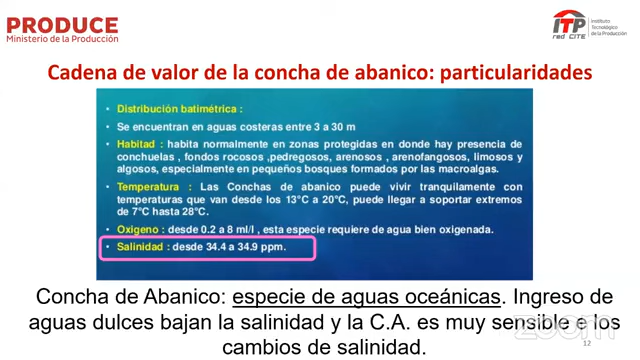 PRODUCE
Ministerio de la Producción
ITP
red CITE
Instituto
Tecnológico
de la Producción
Cadena de valor de la concha de abanico: particularidades
• Distribución batimétrica :
• Se encuentran en aguas costeras entre 3 a 30 m
• Habitad : habita normalmente en zonas protegidas en donde hay presencia de
conchuelas , fondos rocosos ,pedregosos, arenosos , arenofangosos, limosos y
algosos, especialmente en pequeños bosques formados por las macroalgas.
• Temperatura : Las Conchas de abanico puede vivir tranquilamente con
temperaturas que van desde los 13°C a 20°C, puede llegar a soportar extremos
de 7°C hasta 28°C.
• Oxigeno : desde 0.2 a 8 ml/l , esta especie requiere de agua bien oxigenada.
• Salinidad : desde 34.4 a 34.9 ppm.
Concha de Abanico: especie de aguas oceánicas. Ingreso de
aguas dulces bajan la salinidad y la C.A. es muy sensible a los
cambios de salinidad.
zoom
12